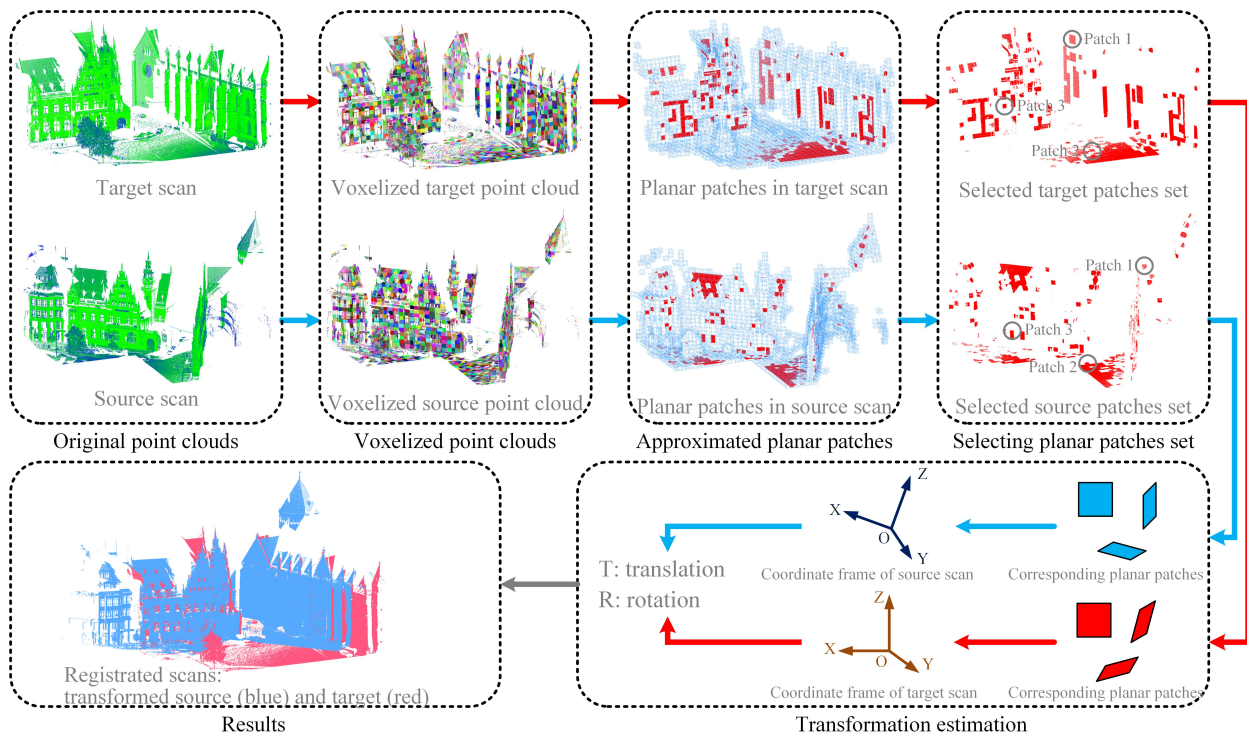 Patch 1
Patch 3
Patch 2
Target scan
Voxelized target point cloud
Planar patches in target scan
Selected target patches set
Patch 1
Patch 3
Patch 2
Source scan
Voxelized source point cloud
Planar patches in source scan
Selected source patches set
Original point clouds
Voxelized point clouds
Approximated planar patches
Selecting planar patches set
Registrated scans:
transformed source (blue) and target (red)
Results
T: translation
R: rotation
Z
X
O
Y
Coordinate frame of source scan
Corresponding planar patches
Z
X
O
Y
Coordinate frame of target scan
Corresponding planar patches
Transformation estimation